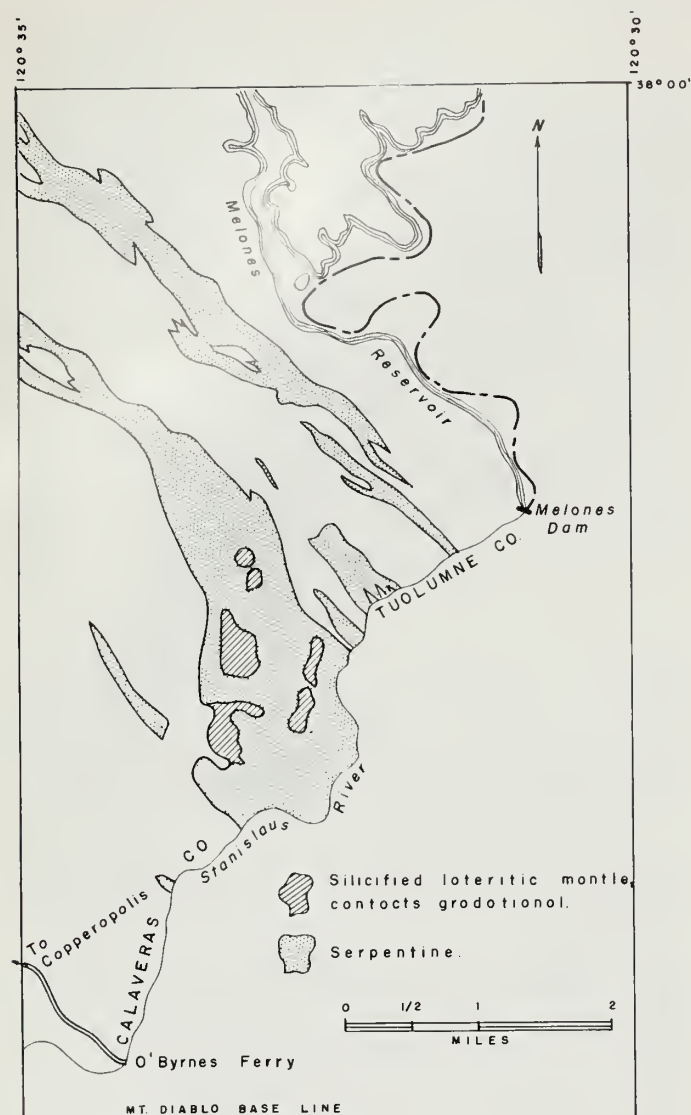 120° 35'
120° 30'
38° 00'
N
Melones
Reservoir
Melones
Dam
TUOLUMNE CO.
River
Stanislaus
CO
CALAVERAS
Silicified loteritic montle,
contocts grodotionol.
Serpentine.
To
Copperopolis
0 1/2 1 2
MILES
O'Byrnes Ferry
MT. DIABLO BASE LINE